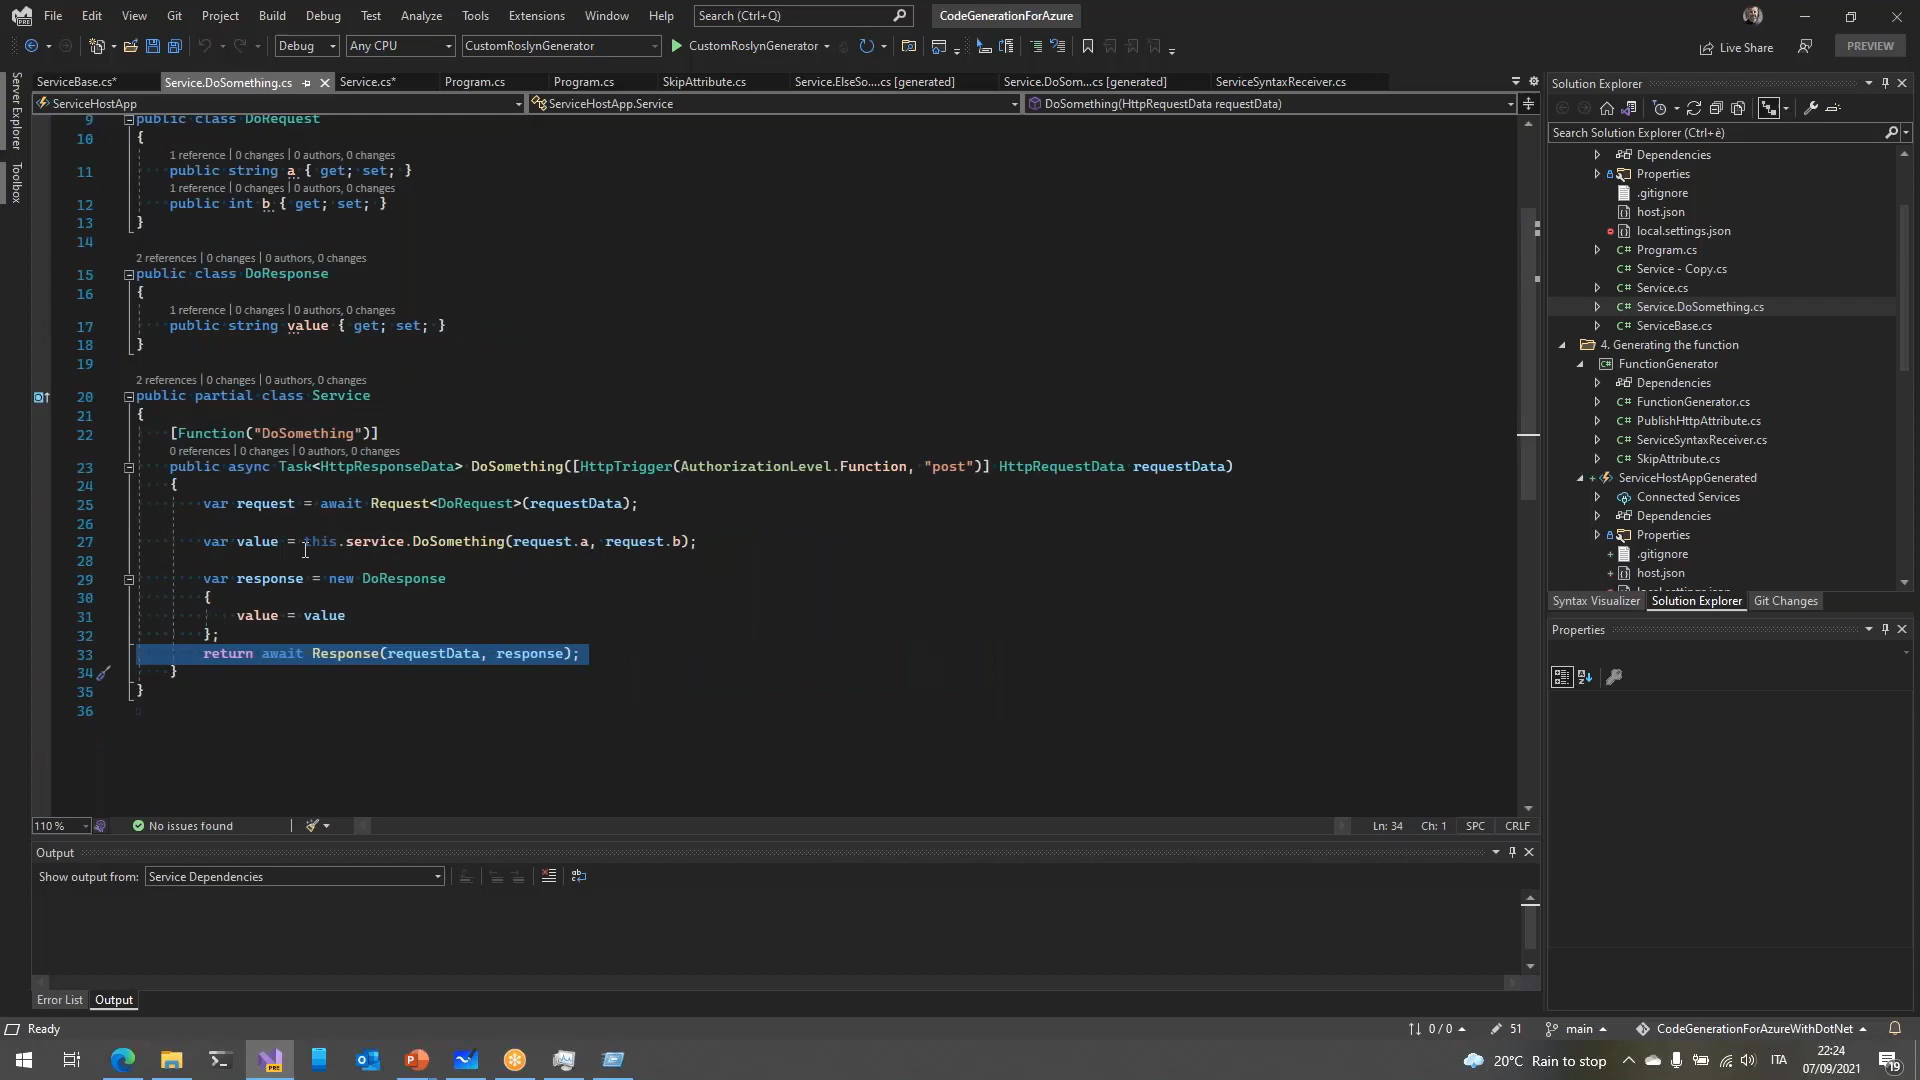 File Edit View Git Project Build Debug Test Analyze Tools Extensions Window Help Search (Ctrl+Q) CodeGenerationForAzure
Debug Any CPU CustomRoslynGenerator CustomRoslynGenerator Live Share PREVIEW
ServiceBase.cs* Service.DoSomething.cs Service.cs* Program.cs Program.cs SkipAttribute.cs Service.ElseSo....cs [generated] Service.DoSom...cs [generated] ServiceSyntaxReceiver.cs
ServiceHostApp ServiceHostApp.Service DoSomething(HttpRequestData requestData)
Server Explorer
Toolbox
9 public class DoRequest
10 {
1 reference | 0 changes | 0 authors, 0 changes
11 public string a { get; set; }
1 reference | 0 changes | 0 authors, 0 changes
12 public int b { get; set; }
13 }
14
2 references | 0 changes | 0 authors, 0 changes
15 public class DoResponse
16 {
1 reference | 0 changes | 0 authors, 0 changes
17 public string value { get; set; }
18 }
19
2 references | 0 changes | 0 authors, 0 changes
20 public partial class Service
21 {
22 [Function("DoSomething")]
0 references | 0 changes | 0 authors, 0 changes
23 public async Task<HttpResponseData> DoSomething([HttpTrigger(AuthorizationLevel.Function, "post")] HttpRequestData requestData)
24 {
25 var request = await Request<DoRequest>(requestData);
26
27 var value = this.service.DoSomething(request.a, request.b);
28
29 var response = new DoResponse
30 {
31 value = value
32 };
33 return await Response(requestData, response);
34 }
35 }
36
110 % No issues found Ln: 34 Ch: 1 SPC CRLF
Output
Show output from: Service Dependencies
Error List Output
Solution Explorer
Search Solution Explorer (Ctrl+è)
Dependencies
Properties
.gitignore
host.json
local.settings.json
C# Program.cs
C# Service - Copy.cs
C# Service.cs
C# Service.DoSomething.cs
C# ServiceBase.cs
4. Generating the function
FunctionGenerator
Dependencies
C# FunctionGenerator.cs
C# PublishHttpAttribute.cs
C# ServiceSyntaxReceiver.cs
C# SkipAttribute.cs
ServiceHostAppGenerated
Connected Services
Dependencies
Properties
.gitignore
host.json
local.settings.json
Syntax Visualizer Solution Explorer Git Changes
Properties
Ready 0 / 0 51 main CodeGenerationForAzureWithDotNet
20°C Rain to stop ITA 22:24
07/09/2021 19